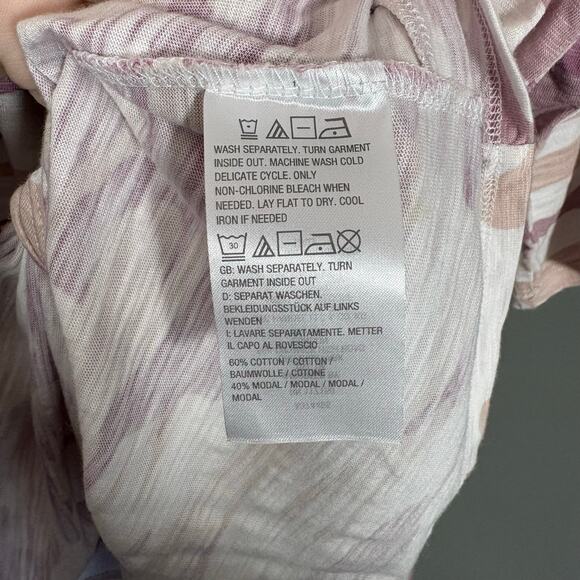 WASH SEPARATELY. TURN GARMENT
INSIDE OUT. MACHINE WASH COLD
DELICATE CYCLE. ONLY
NON-CHLORINE BLEACH WHEN
NEEDED. LAY FLAT TO DRY. COOL
IRON IF NEEDED
30
GB: WASH SEPARATELY. TURN
GARMENT INSIDE OUT
D: SEPARAT WASCHEN.
BEKLEIDUNGSSTÜCK AUF LINKS
WENDEN
I: LAVARE SEPARATAMENTE. METTER
IL CAPO AL ROVESCIO
60% COTTON / COTTON /
BAUMWOLLE / COTONE
40% MODAL / MODAL / MODAL /
MODAL